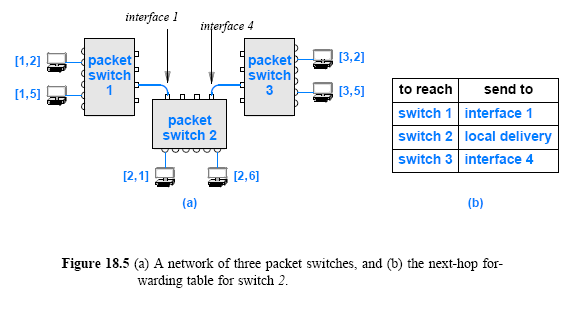 interface 1
interface 4
[1,2]
packet
switch
1
packet
switch
3
[3,2]
[1,5]
[3,5]
packet
switch 2
[2,1]
[2,6]
(a)
to reach send to
switch 1 interface 1
switch 2 local delivery
switch 3 interface 4
(b)
Figure 18.5 (a) A network of three packet switches, and (b) the next-hop for-
warding table for switch 2.